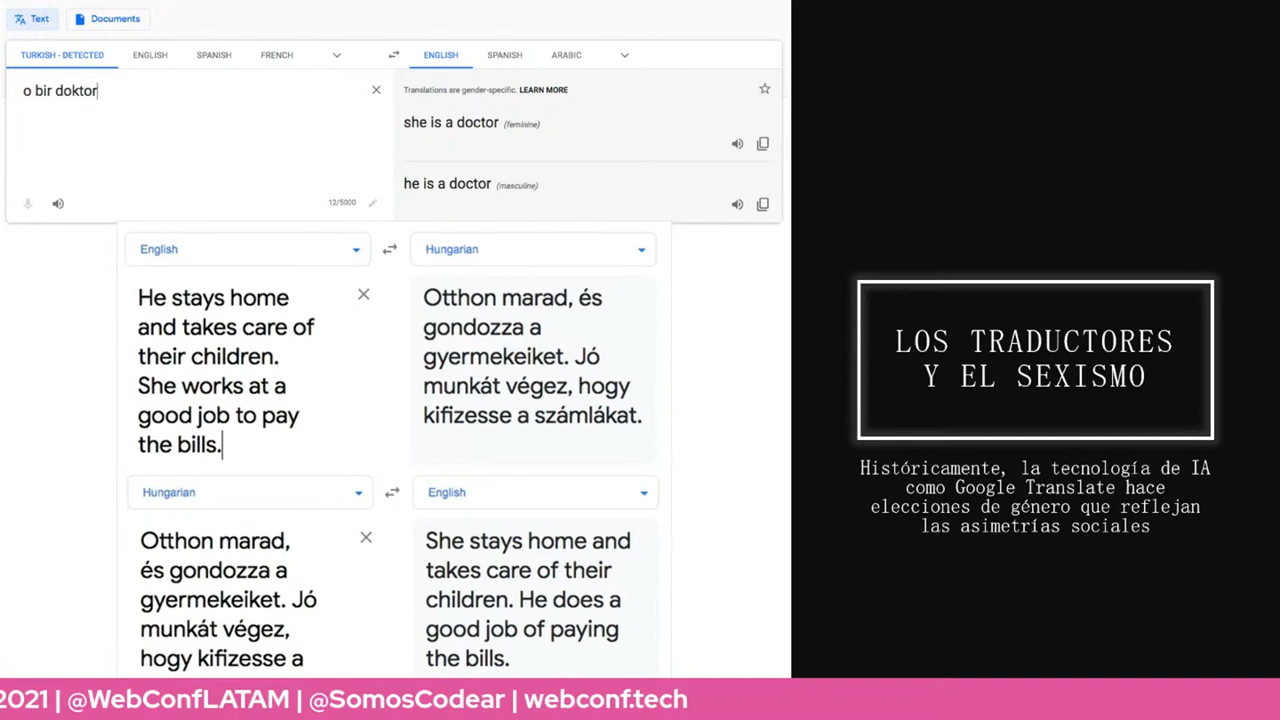 Text Documents
TURKISH - DETECTED ENGLISH SPANISH FRENCH ENGLISH SPANISH ARABIC
o bir doktor
Translations are gender-specific. LEARN MORE
she is a doctor (feminine)
he is a doctor (masculine)
12/5000
English
Hungarian
He stays home
and takes care of
their children.
She works at a
good job to pay
the bills.
Otthon marad, és
gondozza a
gyermekeiket. Jó
munkát végez, hogy
kifizesse a számlákat.
Hungarian
English
Otthon marad,
és gondozza a
gyermekeiket. Jó
munkát végez,
hogy kifizesse a
She stays home and
takes care of their
children. He does a
good job of paying
the bills.
LOS TRADUCTORES
Y EL SEXISMO
Históricamente, la tecnología de IA
como Google Translate hace
elecciones de género que reflejan
las asimetrías sociales
2021 | @WebConfLATAM | @SomosCodear | webconf.tech